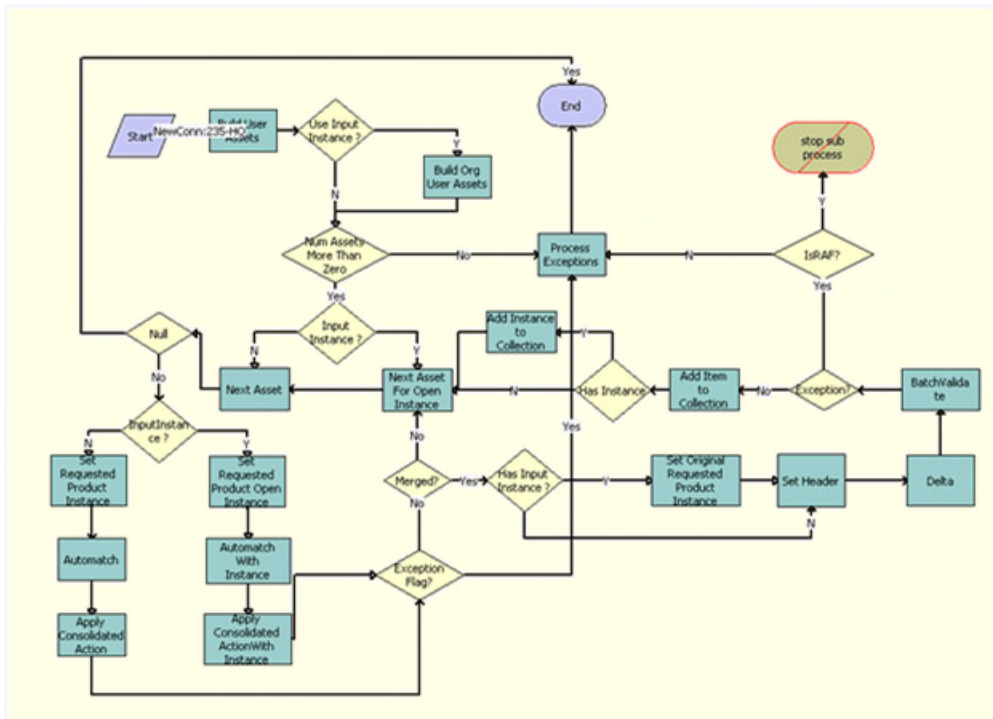 Yes
End
Start
NewConn:235-HQ
Build User
Assets
Use Input
Instance ?
Y
Build Org
User Assets
N
stop sub
process
Y
Num Assets
More Than
Zero
No
Process
Exceptions
N
IsRAF?
Yes
Yes
Input
Instance ?
Add Instance
to
Collection
Y
Null
N
Y
Next Asset
Next Asset
For Open
Instance
N
Has Instance
Add Item
to
Collection
No
Exception?
BatchValida
te
No
InputInstan
ce ?
N
Y
No
Yes
Set
Requested
Product
Instance
Set
Requested
Product Open
Instance
Merged?
Yes
Has Input
Instance ?
Y
Set Original
Requested
Product
Instance
Set Header
Delta
No
N
Automatch
Automatch
With
Instance
Exception
Flag?
Apply
Consolidated
Action
Apply
Consolidated
ActionWith
Instance